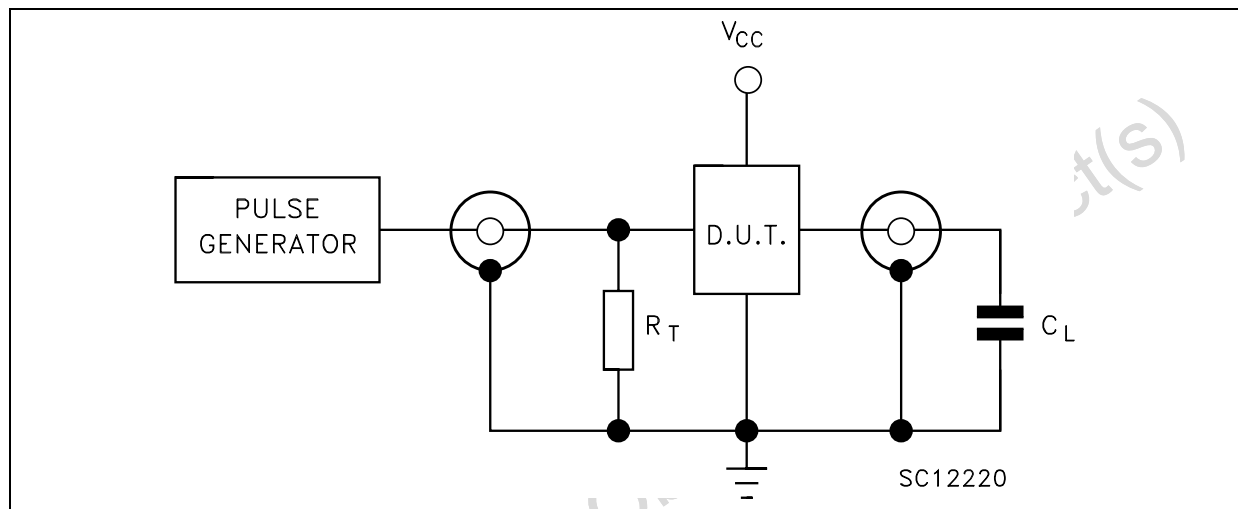 VCC
PULSE
GENERATOR
D.U.T.
RT
CL
SC12220